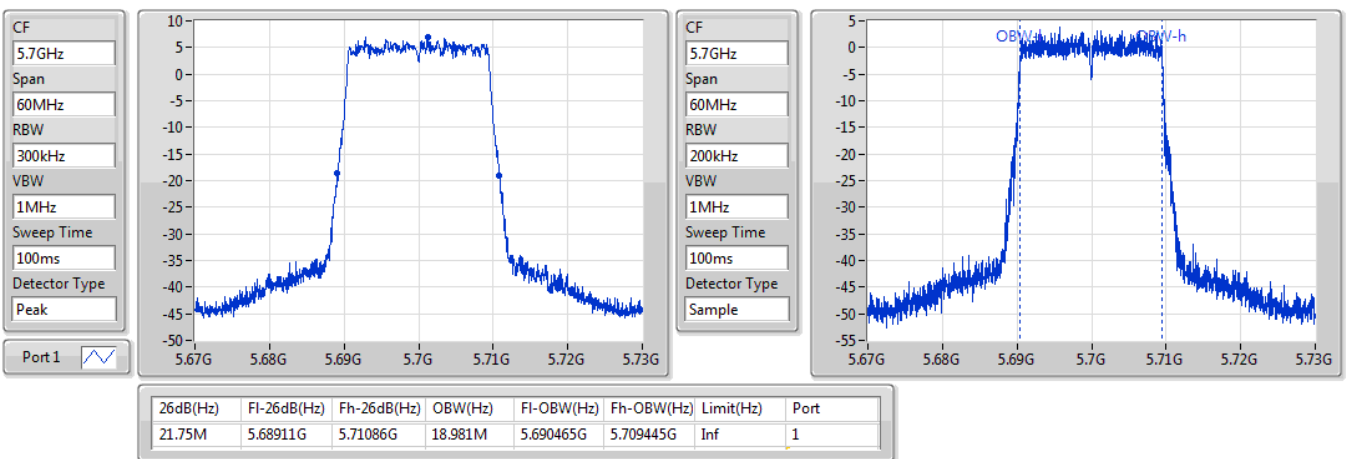 CF
5.7GHz
Span
60MHz
RBW
300kHz
VBW
1MHz
Sweep Time
100ms
Detector Type
Peak
Port 1
10
5
0
-5
-10
-15
-20
-25
-30
-35
-40
-45
-50
5.67G 5.68G 5.69G 5.7G 5.71G 5.72G 5.73G
CF
5.7GHz
Span
60MHz
RBW
200kHz
VBW
1MHz
Sweep Time
100ms
Detector Type
Sample
5
0
-5
-10
-15
-20
-25
-30
-35
-40
-45
-50
-55
OBW-h
5.67G 5.68G 5.69G 5.7G 5.71G 5.72G 5.73G
26dB(Hz) Fl-26dB(Hz) Fh-26dB(Hz) OBW(Hz) Fl-OBW(Hz) Fh-OBW(Hz) Limit(Hz) Port
21.75M 5.68911G 5.71086G 18.981M 5.690465G 5.709445G Inf 1